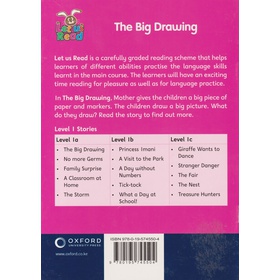 Let us Read
The Big Drawing
Let us Read is a carefully graded reading scheme that helps
learners of different abilities practise the language skills
learnt in the main course. The learners will have an exciting
time reading for pleasure as well as for language practice.
In The Big Drawing, Mother gives the children a big piece of
paper and markers. The children draw a big picture. What
do they draw? Read the story to find out more.
Level 1 Stories
Level 1a
• The Big Drawing
• No more Germs
• Family Surprise
• A Classroom at
Home
• The Storm
Level 1b
• Princess Imani
• A Visit to the Park
• A Day without
Numbers
• Tick-tock
• What a Day at
School!
Level 1c
• Giraffe Wants to
Dance
• Stranger Danger
• The Fair
• The Nest
• Treasure Hunters
OXFORD
UNIVERSITY PRESS